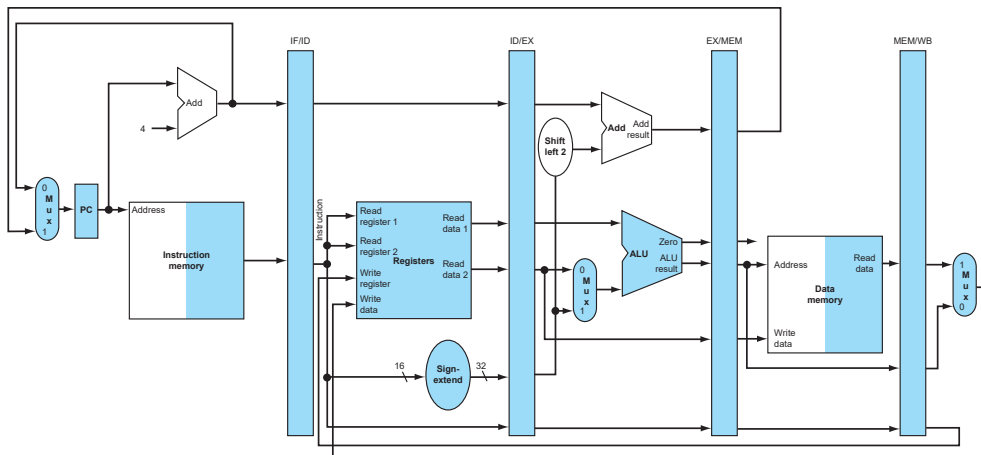 IF/ID
ID/EX
EX/MEM
MEM/WB
Add
4
Shift
left 2
Add
Add
result
0
M
u
x
1
PC
Address
Instruction
memory
Instruction
Read
register 1
Read
register 2
Write
register
Write
data
Registers
Read
data 1
Read
data 2
0
M
u
x
1
Zero
ALU
ALU
result
Address
Read
data
Data
memory
Write
data
1
M
u
x
0
16
Sign-
extend
32